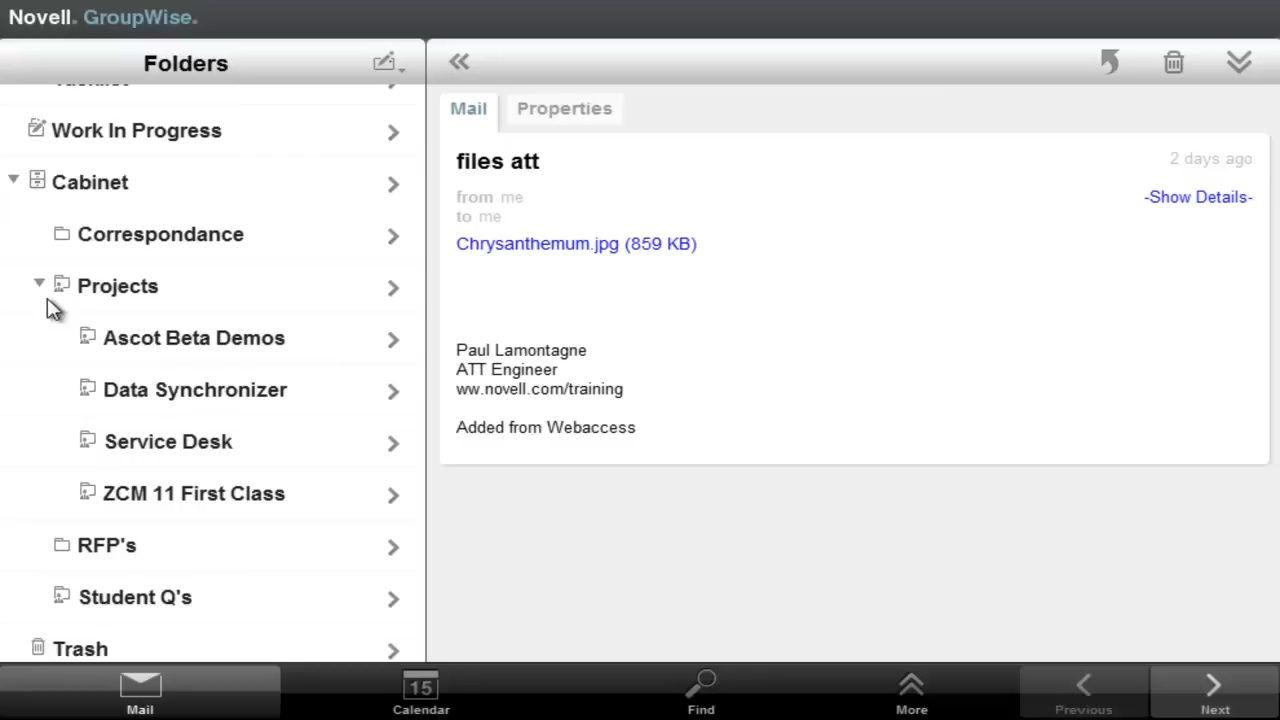 Novell. GroupWise.
Folders
Work In Progress
Cabinet
Correspondance
Projects
Ascot Beta Demos
Data Synchronizer
Service Desk
ZCM 11 First Class
RFP's
Student Q's
Trash
Mail Properties
files att
2 days ago
from me
-Show Details-
to me
Chrysanthemum.jpg (859 KB)
Paul Lamontagne
ATT Engineer
ww.novell.com/training
Added from Webaccess
15
Mail Calendar Find More Previous Next